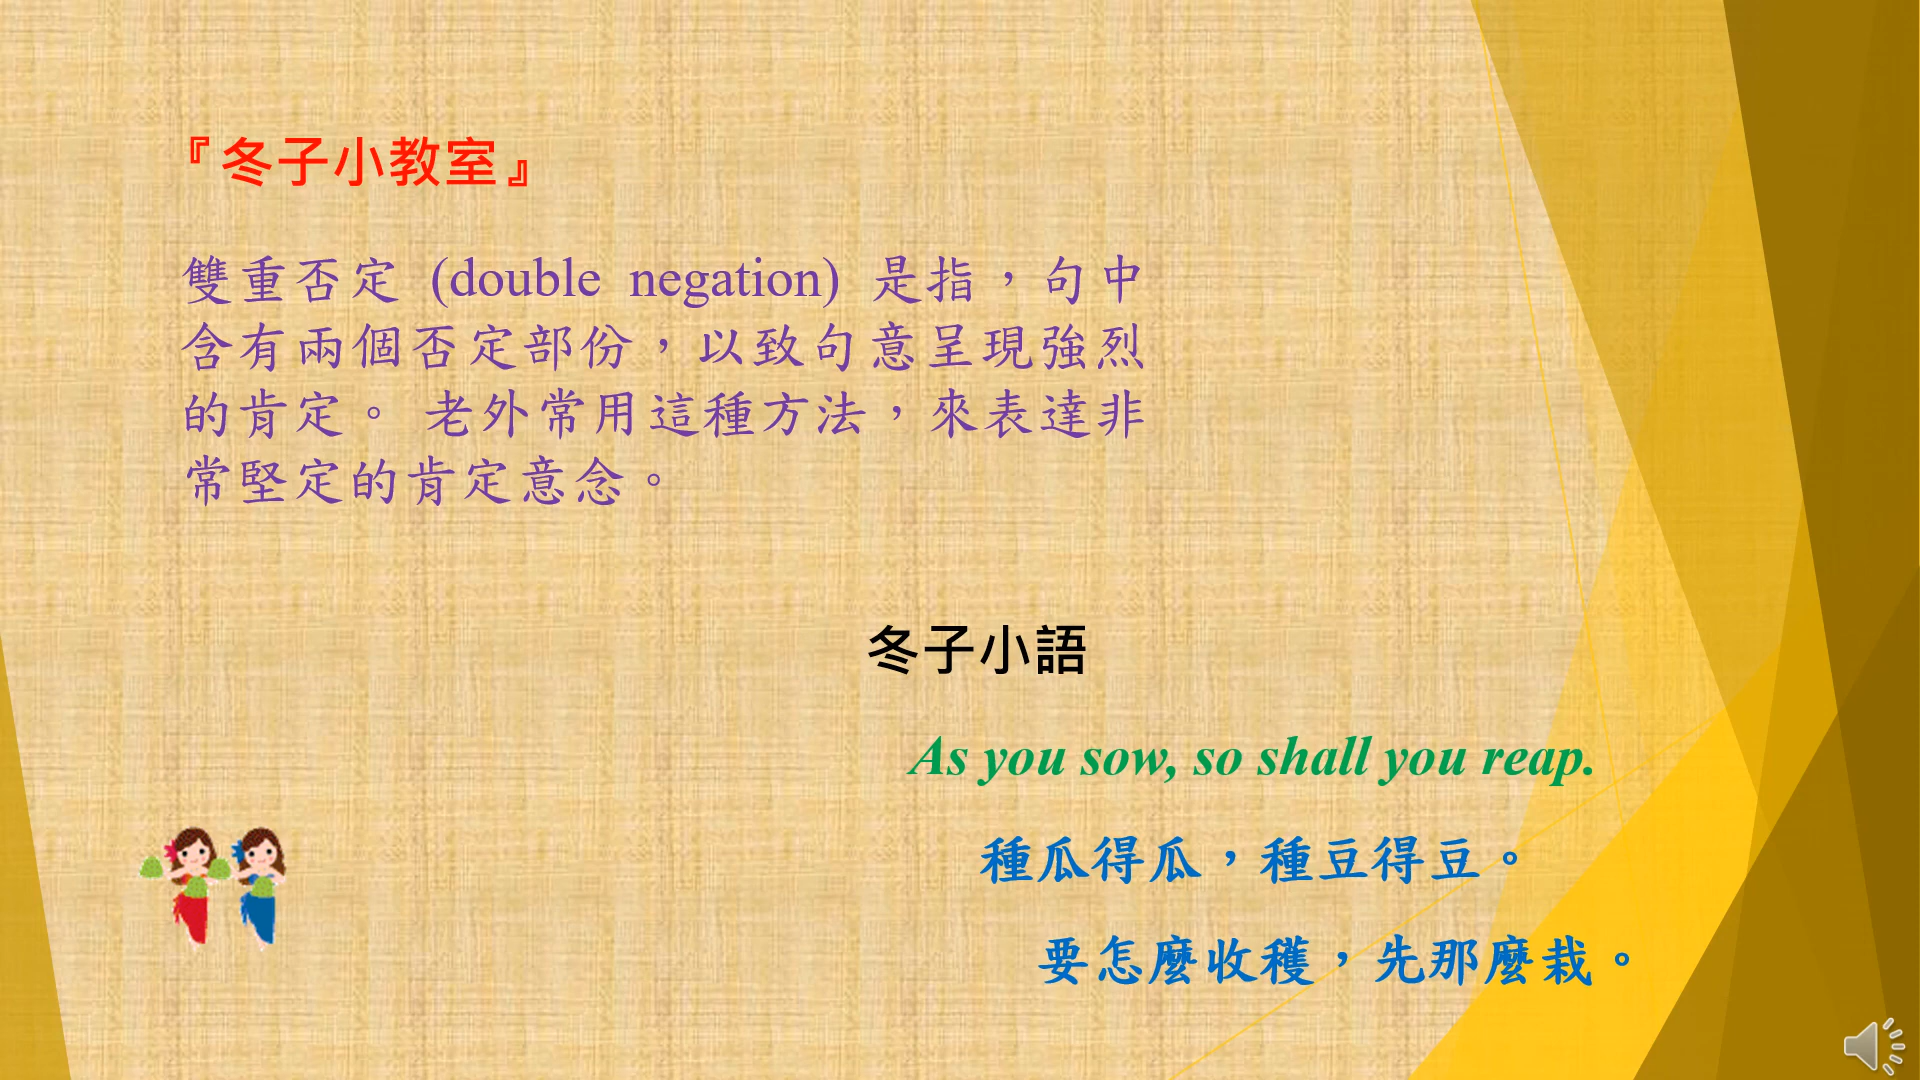 『冬子小教室』
雙重否定 (double negation) 是指，句中
含有兩個否定部份，以致句意呈現強烈
的肯定。 老外常用這種方法，來表達非
常堅定的肯定意念。
冬子小語
As you sow, so shall you reap.
種瓜得瓜，種豆得豆。
要怎麼收穫，先那麼栽。